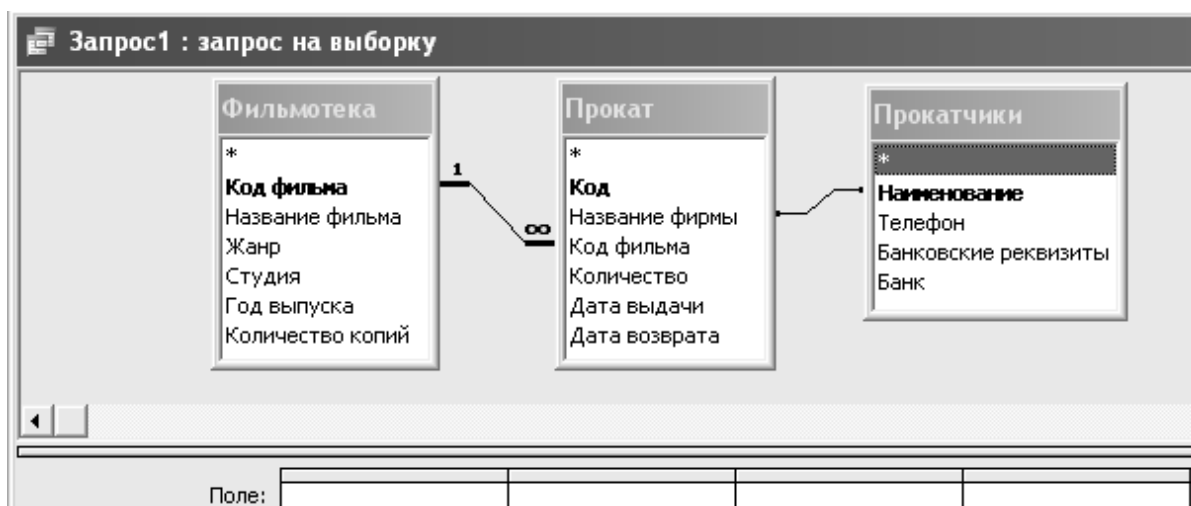 Запрос1 : запрос на выборку
Фильмотека
*
Код фильма
Название фильма
Жанр
Студия
Год выпуска
Количество копий
1
∞
Прокат
*
Код
Название фирмы
Код фильма
Количество
Дата выдачи
Дата возврата
Прокатчики
*
Наименование
Телефон
Банковские реквизиты
Банк
Поле: